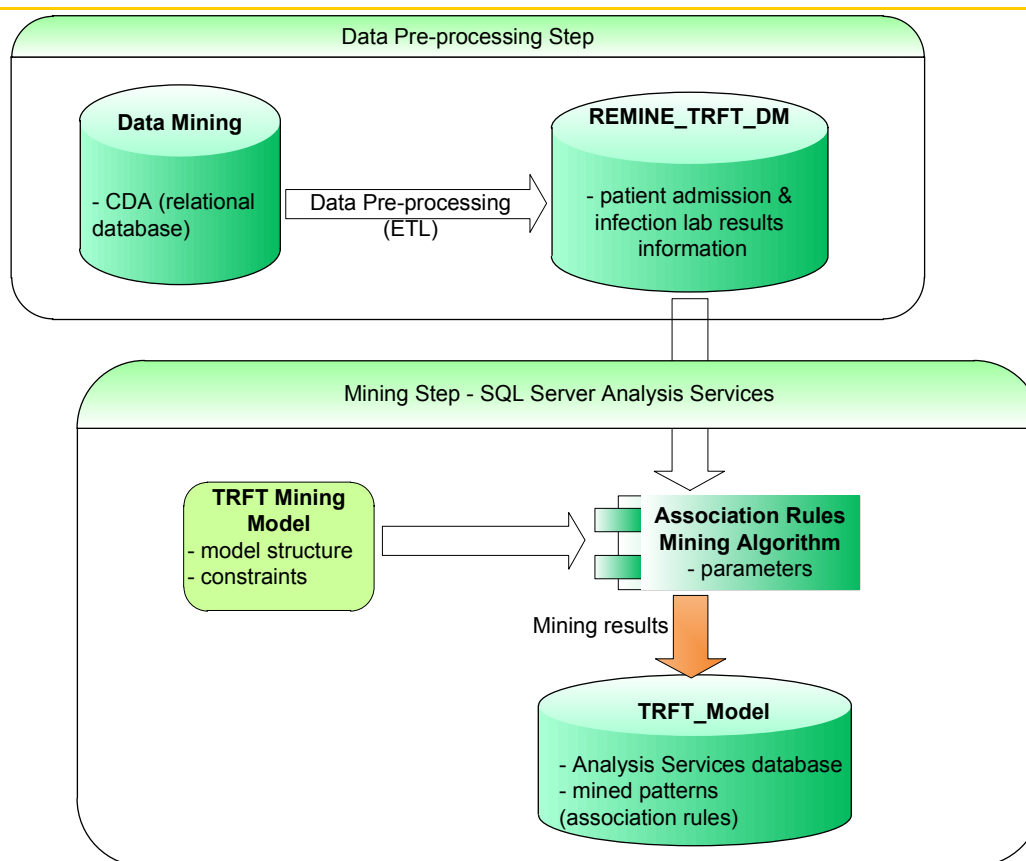 Data Pre-processing Step
Data Mining
- CDA (relational
database)
Data Pre-processing
(ETL)
REMINE_TRFT_DM
- patient admission &
infection lab results
information
Mining Step - SQL Server Analysis Services
TRFT Mining
Model
- model structure
- constraints
Association Rules
Mining Algorithm
- parameters
Mining results
TRFT_Model
- Analysis Services database
- mined patterns
(association rules)